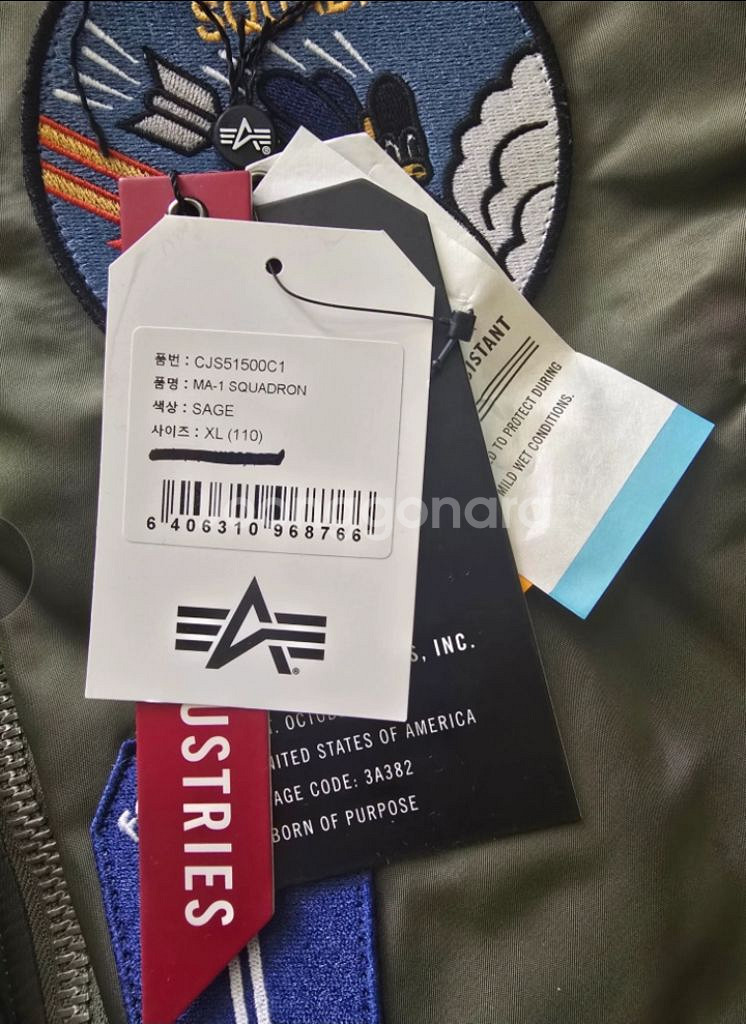 품번 : CJS51500C1
품명 : MA-1 SQUADRON
색상 : SAGE
사이즈 : XL (110)
6 406310 968766
ISTANT
D TO PROTECT DURING
MILD WET CONDITIONS.
S, INC.
. OCTO
NITED STATES OF AMERICA
AGE CODE: 3A382
BORN OF PURPOSE
USTRIES